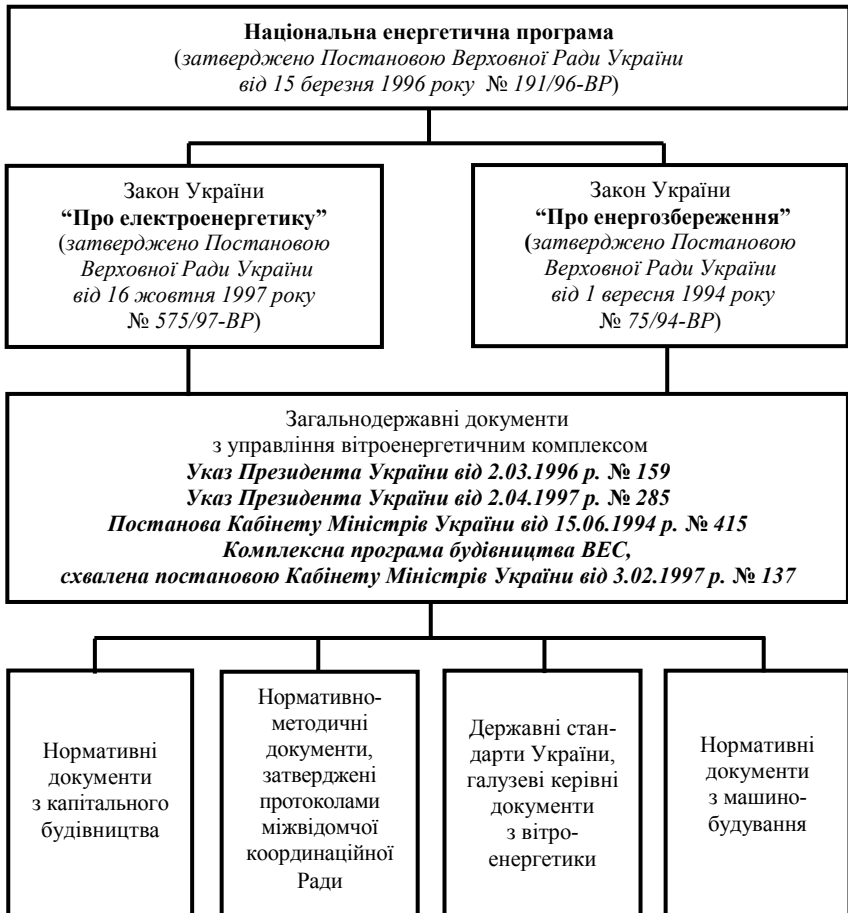 Національна енергетична програма
(затверджено Постановою Верховної Ради України
від 15 березня 1996 року № 191/96-ВР)
Закон України
“Про електроенергетику”
(затверджено Постановою
Верховної Ради України
від 16 жовтня 1997 року
№ 575/97-ВР)
Закон України
“Про енергозбереження”
(затверджено Постановою
Верховної Ради України
від 1 вересня 1994 року
№ 75/94-ВР)
Загальнодержавні документи
з управління вітроенергетичним комплексом
Указ Президента України від 2.03.1996 р. № 159
Указ Президента України від 2.04.1997 р. № 285
Постанова Кабінету Міністрів України від 15.06.1994 р. № 415
Комплексна програма будівництва ВЕС,
схвалена постановою Кабінету Міністрів України від 3.02.1997 р. № 137
Нормативні
документи
з капітального
будівництва
Нормативно-
методичні
документи,
затверджені
протоколами
міжвідомчої
координаційної
Ради
Державні стан-
дарти України,
галузеві керівні
документи
з вітро-
енергетики
Нормативні
документи
з машино-
будування